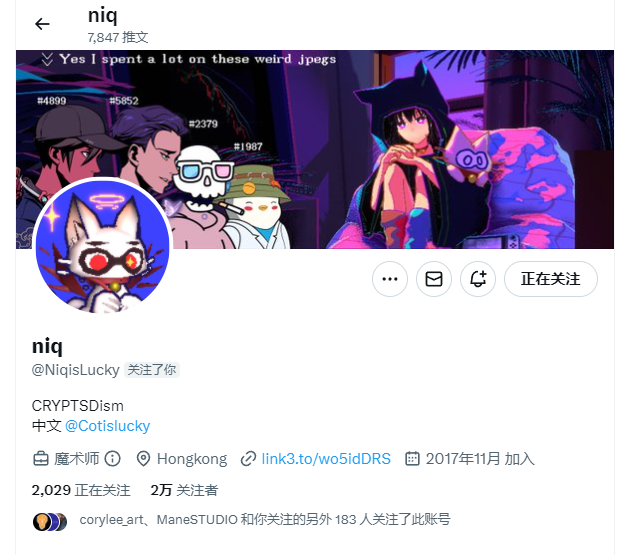 niq
7,847 推文
Yes I spent a lot on these weird jpegs
#4899
#5852
#2379
#1987
正在关注
niq
@NiqisLucky 关注了你
CRYPTSDism
中文 @Cotislucky
魔术师 Hongkong link3.to/wo5idDRS 2017年11月 加入
2,029 正在关注 2万 关注者
corylee_art、ManeSTUDIO 和你关注的另外 183 人关注了此账号